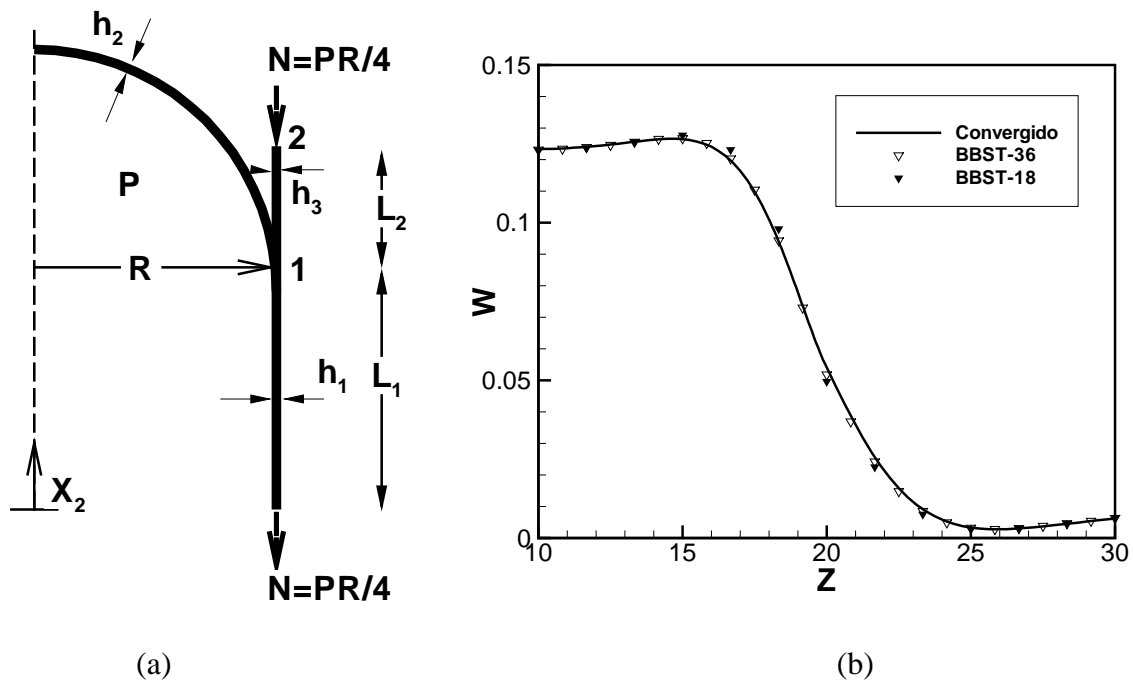 h2
N=PR/4
2
P
h3
L2
R
1
h1
L1
X2
N=PR/4
(a)
0.15
0.1
0.05
0
W
Convergido
BBST-36
BBST-18
10
15
20
25
30
Z
(b)